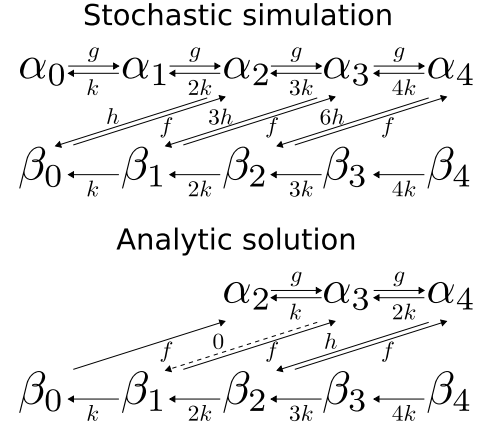 Stochastic simulation
g g g g
α0 α1 α2 α3 α4
k 2k 3k 4k
h f 3h f 6h f
β0 β1 β2 β3 β4
k 2k 3k 4k
Analytic solution
g g
α2 α3 α4
k 2k
f 0 f h f
β0 β1 β2 β3 β4
k 2k 3k 4k